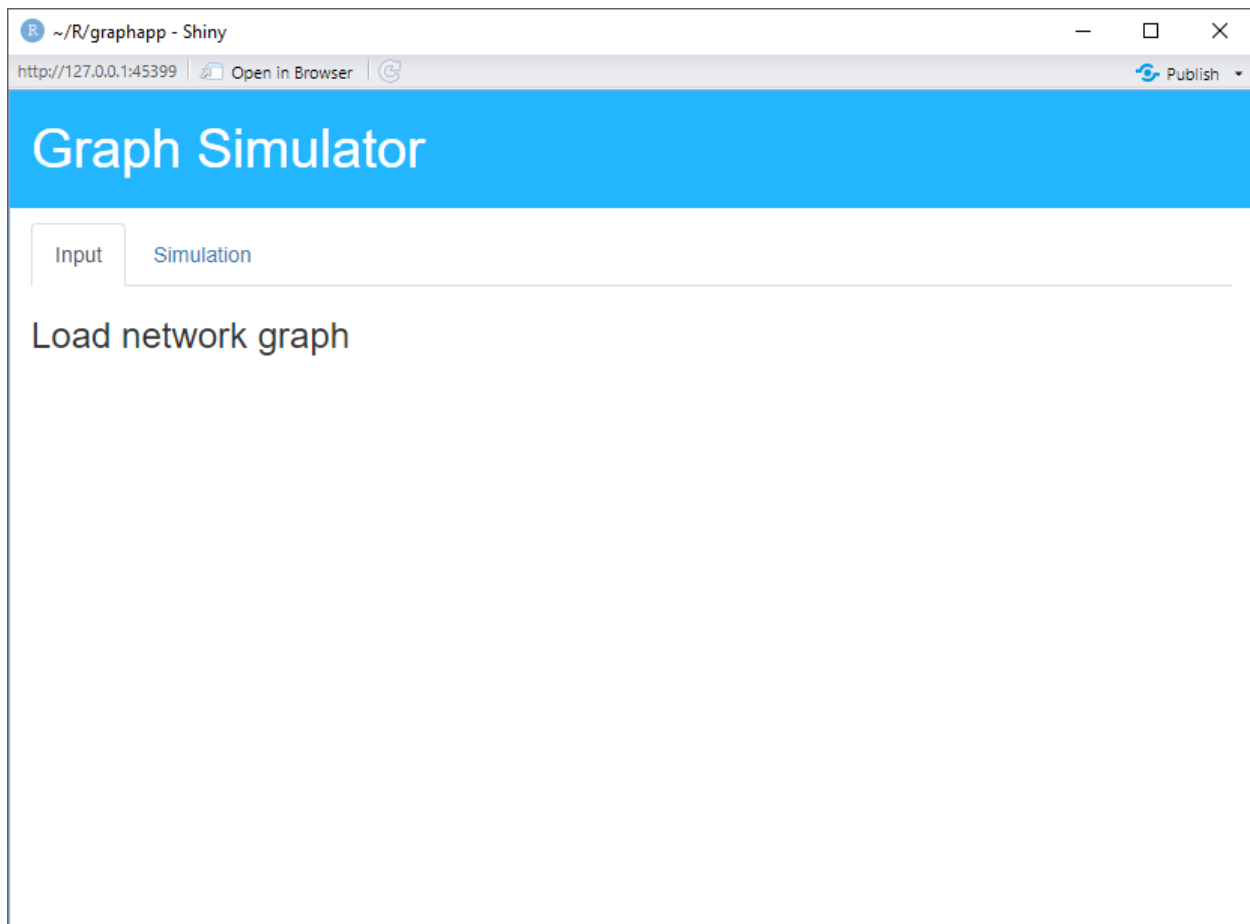 R ~/R/graphapp - Shiny
http://127.0.0.1:45399 Open in Browser Publish
Graph Simulator
Input Simulation
Load network graph